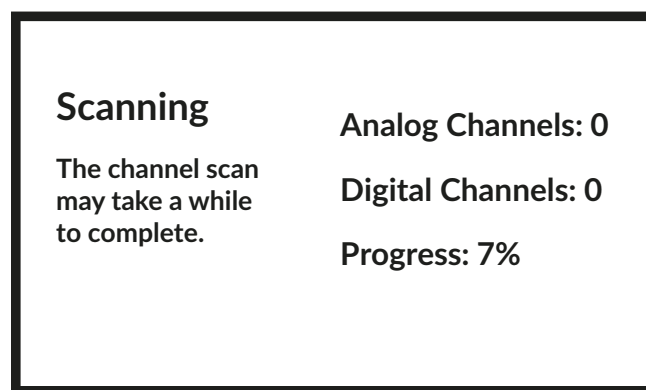 Scanning
The channel scan
may take a while
to complete.
Analog Channels: 0
Digital Channels: 0
Progress: 7%